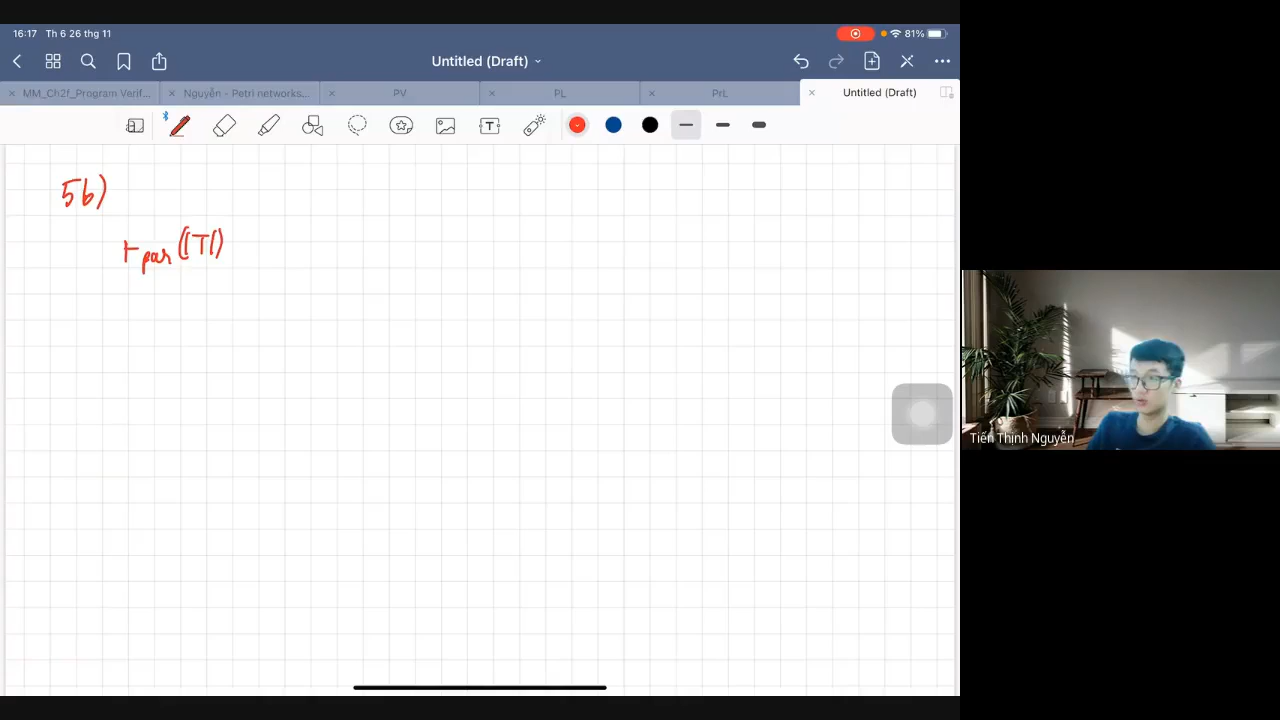 16:17 Th 6 26 thg 11 81%
Untitled (Draft)
MM_Ch2f_Program Verif... Nguyễn - Petri networks... PV PL PrL Untitled (Draft)
T
5b)
⊢par (|T|)
Tiến Thịnh Nguyễn